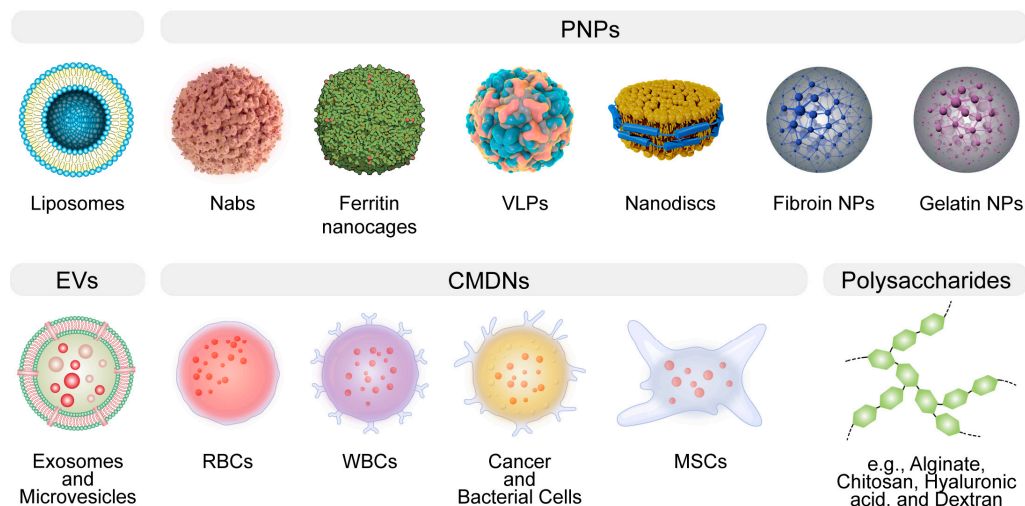 PNPs
Liposomes
Nabs
Ferritin
nanocages
VLPs
Nanodiscs
Fibroin NPs
Gelatin NPs
EVs
CMDNs
Polysaccharides
Exosomes
and
Microvesicles
RBCs
WBCs
Cancer
and
Bacterial Cells
MSCs
e.g., Alginate,
Chitosan, Hyaluronic
acid, and Dextran